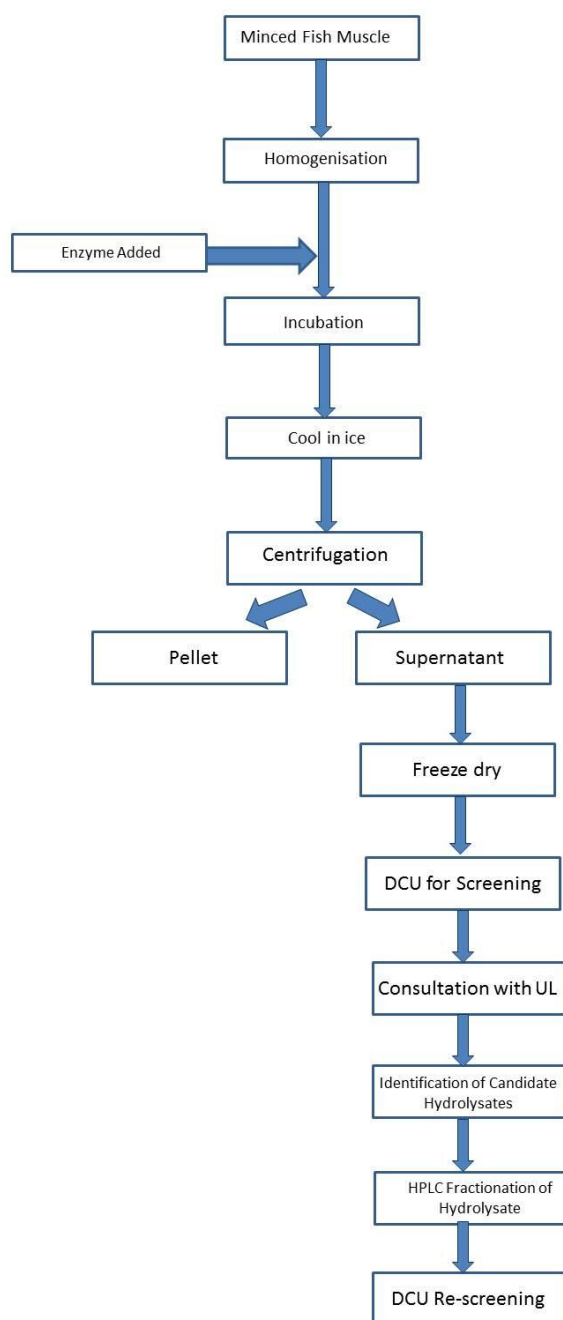 Minced Fish Muscle
Homogenisation
Enzyme Added
Incubation
Cool in ice
Centrifugation
Pellet
Supernatant
Freeze dry
DCU for Screening
Consultation with UL
Identification of Candidate
Hydrolysates
HPLC Fractionation of
Hydrolysate
DCU Re-screening